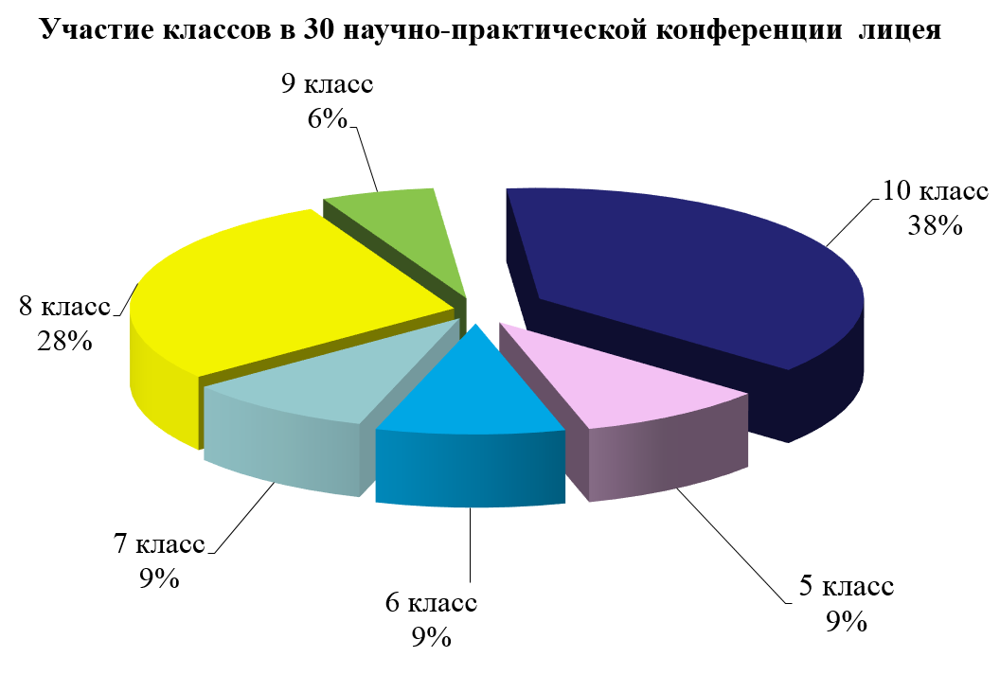 Участие классов в 30 научно-практической конференции лицея
9 класс
6%
10 класс
38%
8 класс
28%
7 класс
9%
6 класс
9%
5 класс
9%